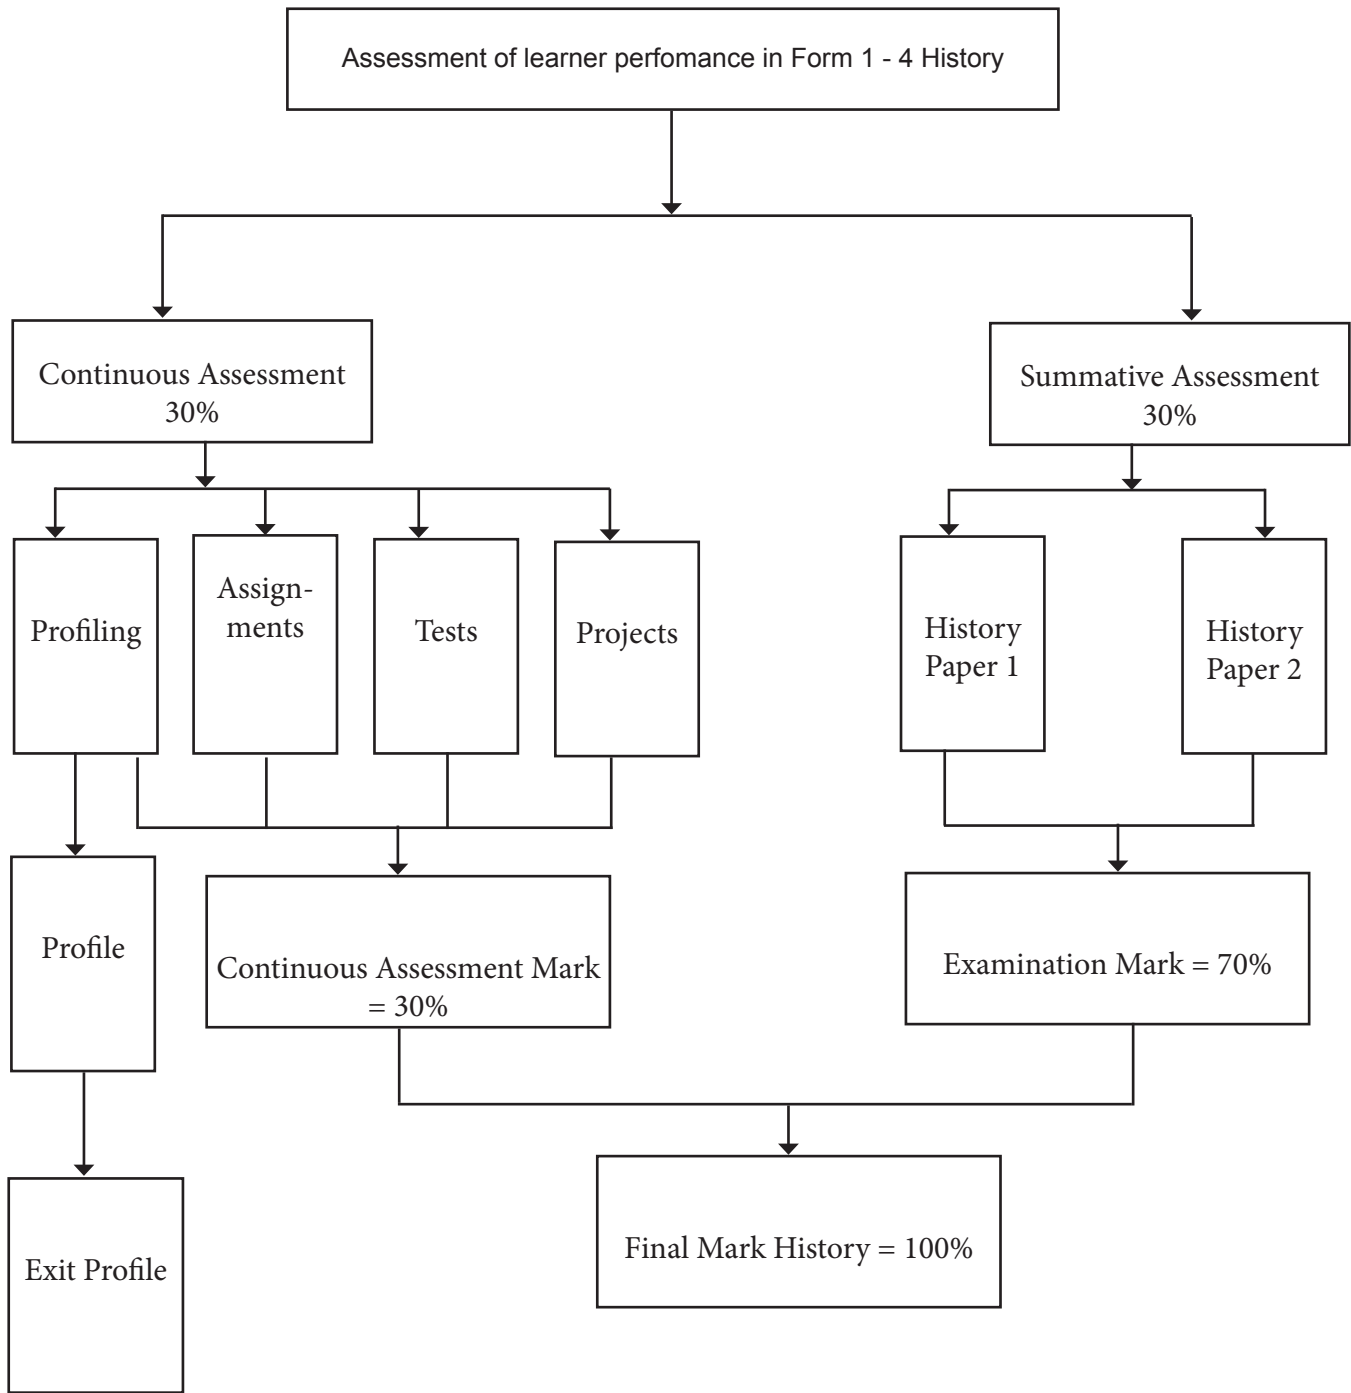 Assessment of learner perfomance in Form 1 - 4 History
Continuous Assessment
30%
Summative Assessment
30%
Profiling
Assign-
ments
Tests
Projects
History
Paper 1
History
Paper 2
Profile
Continuous Assessment Mark
= 30%
Examination Mark = 70%
Exit Profile
Final Mark History = 100%